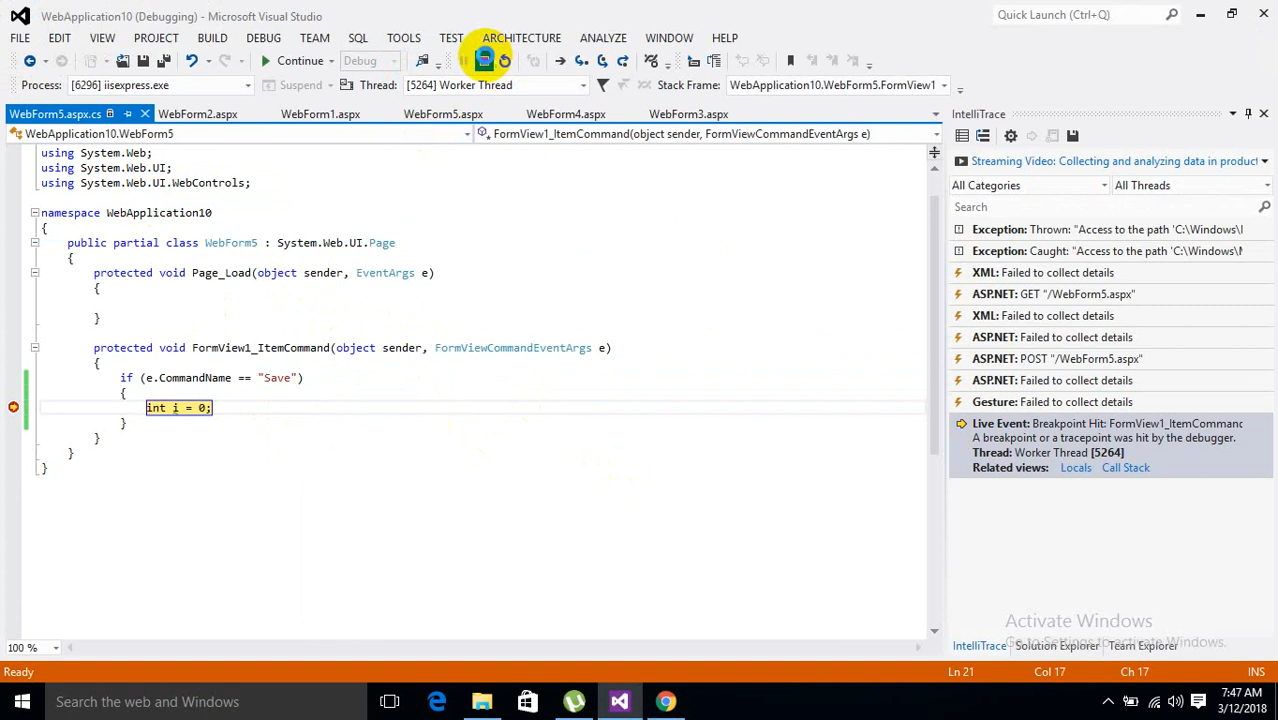 WebApplication10 (Debugging) - Microsoft Visual Studio
Quick Launch (Ctrl+Q)
FILE EDIT VIEW PROJECT BUILD DEBUG TEAM SQL TOOLS TEST ARCHITECTURE ANALYZE WINDOW HELP
Continue Debug
Process: [6296] iisexpress.exe Suspend Thread: [5264] Worker Thread Stack Frame: WebApplication10.WebForm5.FormView1
WebForm5.aspx.cs WebForm2.aspx WebForm1.aspx WebForm5.aspx WebForm4.aspx WebForm3.aspx
WebApplication10.WebForm5 FormView1_ItemCommand(object sender, FormViewCommandEventArgs e)
using System.Web;
using System.Web.UI;
using System.Web.UI.WebControls;
namespace WebApplication10
{
public partial class WebForm5 : System.Web.UI.Page
{
protected void Page_Load(object sender, EventArgs e)
{
}
protected void FormView1_ItemCommand(object sender, FormViewCommandEventArgs e)
{
if (e.CommandName == "Save")
{
int i = 0;
}
}
}
}
100 %
IntelliTrace
Streaming Video: Collecting and analyzing data in product
All Categories All Threads
Search
Exception: Thrown: "Access to the path 'C:\Windows\
Exception: Caught: "Access to the path 'C:\Windows\
XML: Failed to collect details
ASP.NET: GET "/WebForm5.aspx"
XML: Failed to collect details
ASP.NET: Failed to collect details
ASP.NET: POST "/WebForm5.aspx"
ASP.NET: Failed to collect details
Gesture: Failed to collect details
Live Event: Breakpoint Hit: FormView1_ItemCommand
A breakpoint or a tracepoint was hit by the debugger.
Thread: Worker Thread [5264]
Related views: Locals Call Stack
Activate Windows
Go to Settings to activate Windows.
IntelliTrace Solution Explorer Team Explorer
Ready Ln 21 Col 17 Ch 17 INS
Search the web and Windows
7:47 AM
3/12/2018